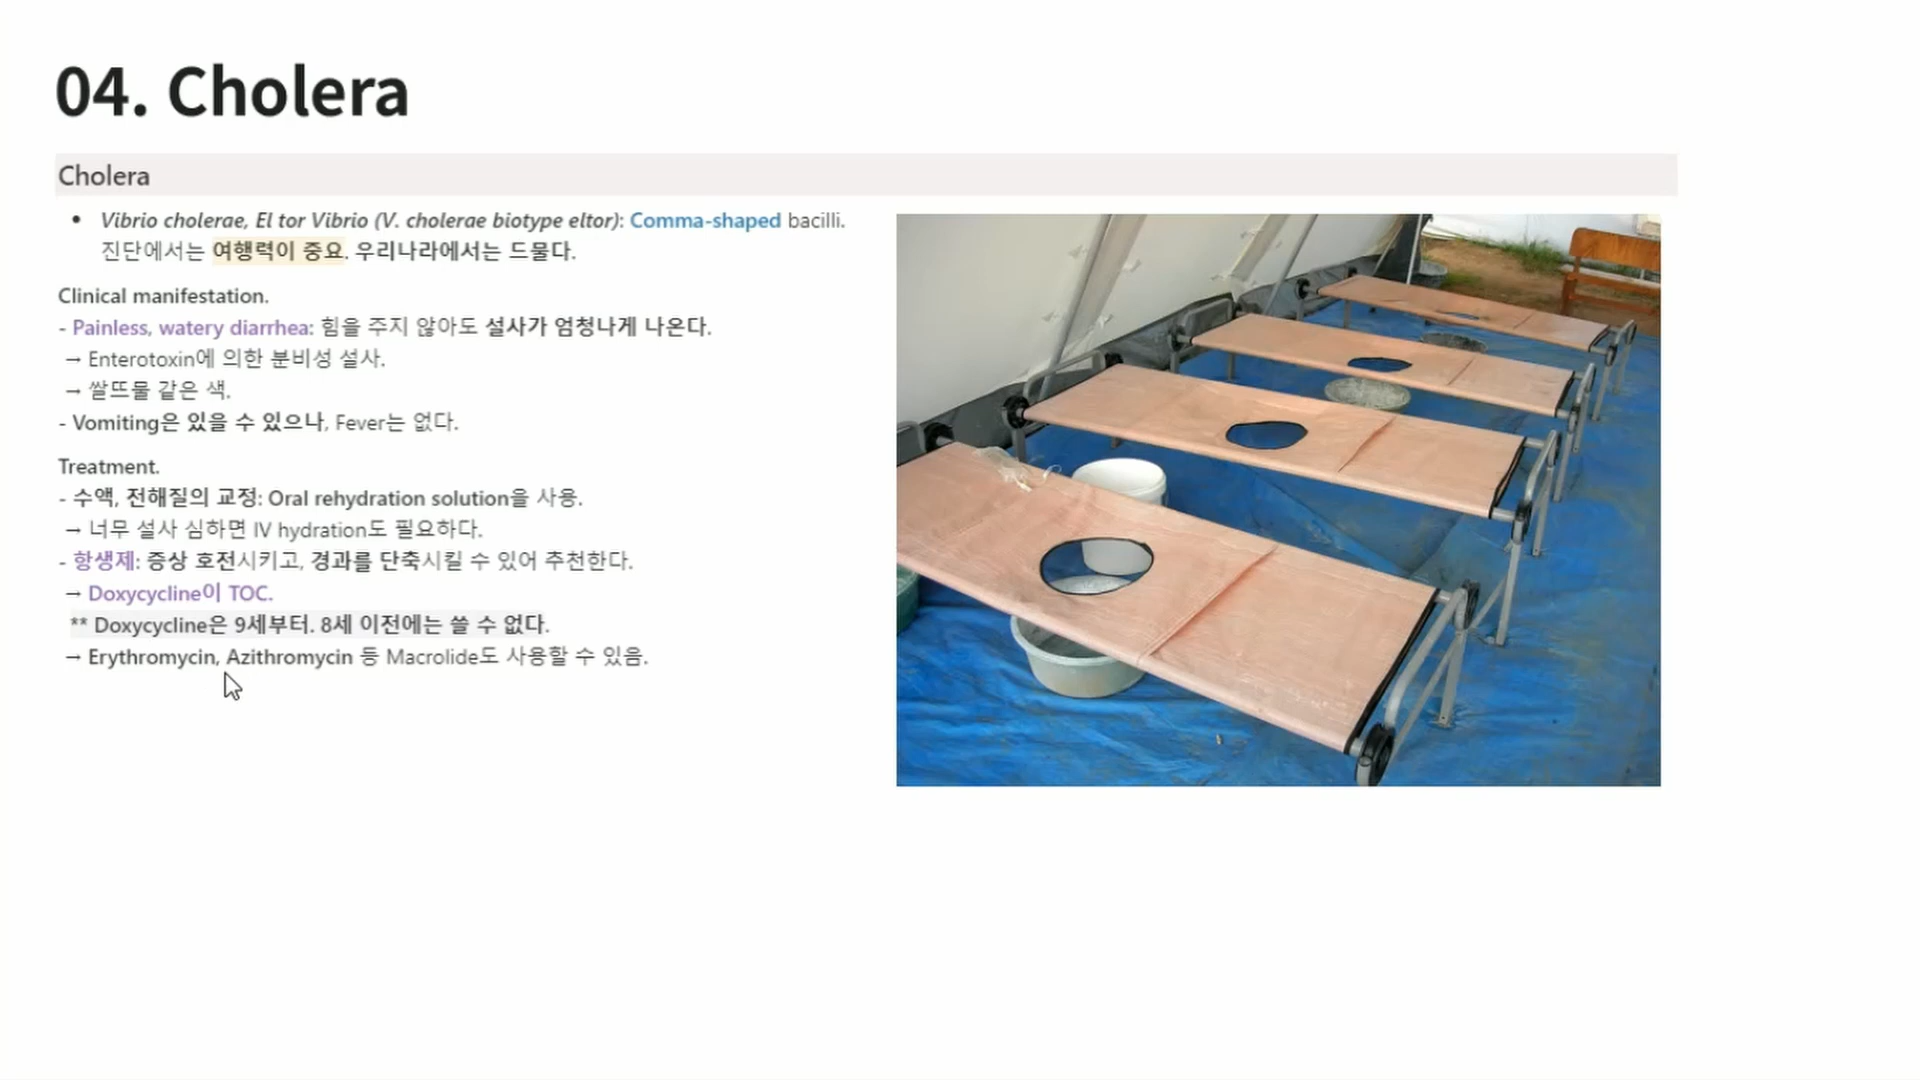 04. Cholera
Cholera
• Vibrio cholerae, El tor Vibrio (V. cholerae biotype eltor): Comma-shaped bacilli.
진단에서는 여행력이 중요. 우리나라에서는 드물다.
Clinical manifestation.
- Painless, watery diarrhea: 힘을 주지 않아도 설사가 엄청나게 나온다.
→ Enterotoxin에 의한 분비성 설사.
→ 쌀뜨물 같은 색.
- Vomiting은 있을 수 있으나, Fever는 없다.
Treatment.
- 수액, 전해질의 교정: Oral rehydration solution을 사용.
→ 너무 설사 심하면 IV hydration도 필요하다.
- 항생제: 증상 호전시키고, 경과를 단축시킬 수 있어 추천한다.
→ Doxycycline이 TOC.
** Doxycycline은 9세부터. 8세 이전에는 쓸 수 없다.
→ Erythromycin, Azithromycin 등 Macrolide도 사용할 수 있음.